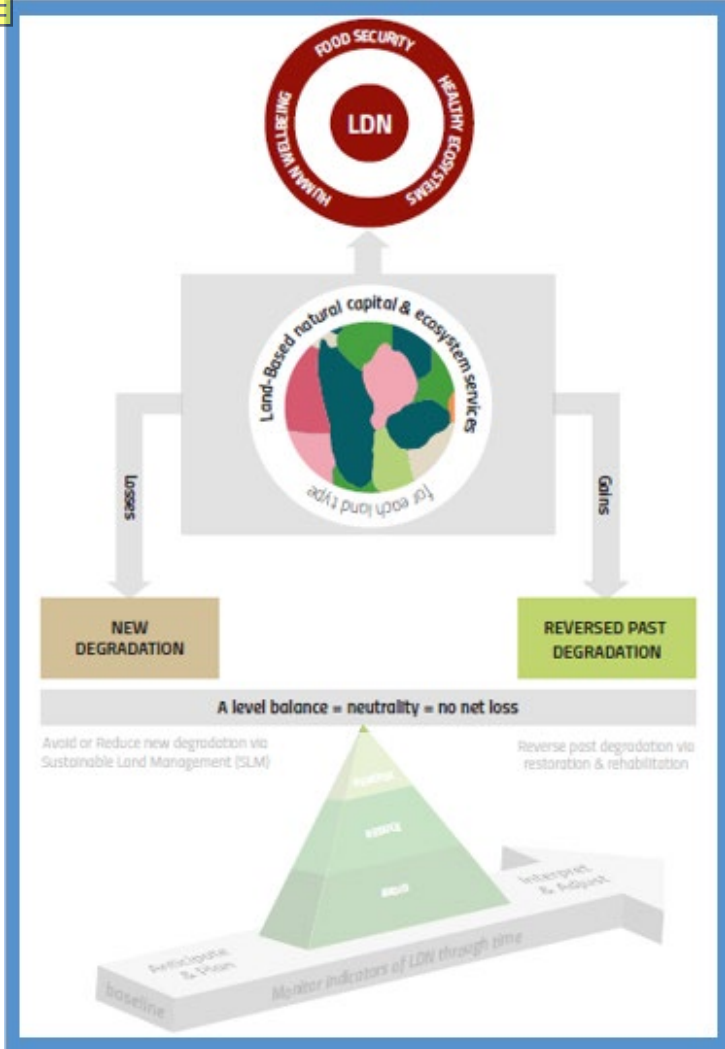 FOOD SECURITY
HUMAN WELLBEING
HEALTHY ECOSYSTEMS
LDN
Land-Based natural capital & ecosystem services
for each land type
Losses
Gains
NEW
DEGRADATION
REVERSED PAST
DEGRADATION
A level balance = neutrality = no net loss
Avoid or Reduce new degradation via
Sustainable Land Management (SLM)
Reverse past degradation via
restoration & rehabilitation
Interpret
& Adjust
Anticipate
& Plan
Monitor indicators of LDN through time
baseline